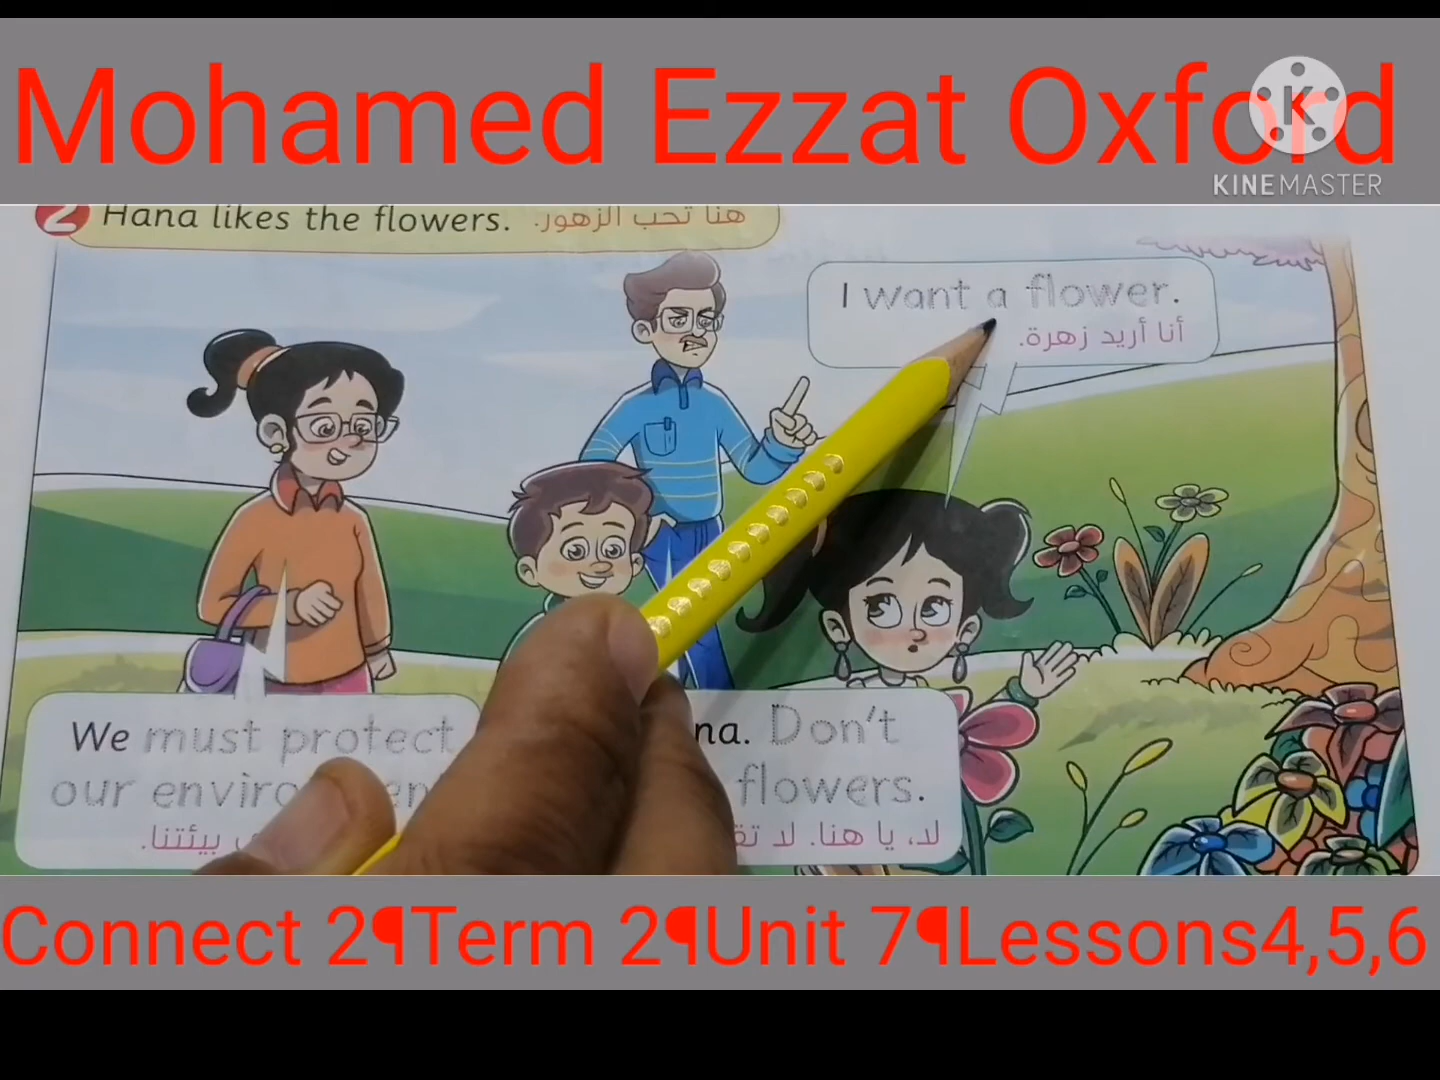 Mohamed Ezzat Oxford
K
KINEMASTER
2 Hana likes the flowers. هنا تحب الزهور.
I want a flower.
أنا أريد زهرة.
We must protect
our
بيئتنا.
na. Don't
flowers.
لا، يا هنا. لا
Connect 2¶Term 2¶Unit 7¶Lessons4,5,6